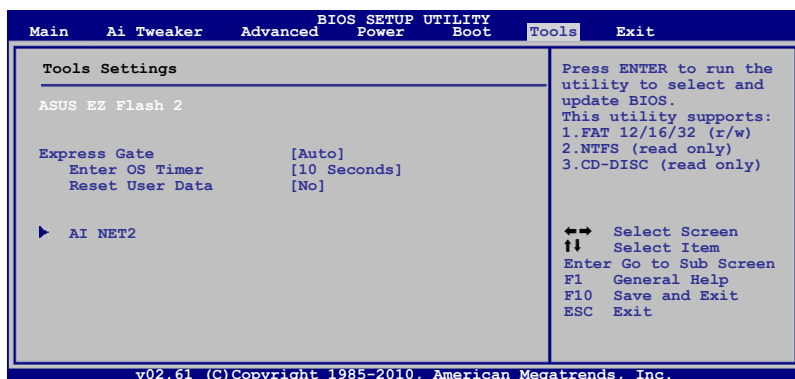 BIOS SETUP UTILITY
Main Ai Tweaker Advanced Power Boot Tools Exit
Tools Settings
ASUS EZ Flash 2
Express Gate [Auto]
Enter OS Timer [10 Seconds]
Reset User Data [No]
AI NET2
Press ENTER to run the
utility to select and
update BIOS.
This utility supports:
1.FAT 12/16/32 (r/w)
2.NTFS (read only)
3.CD-DISC (read only)
←→ Select Screen
↑↓ Select Item
Enter Go to Sub Screen
F1 General Help
F10 Save and Exit
ESC Exit
v02.61 (C)Copyright 1985-2010, American Megatrends, Inc.